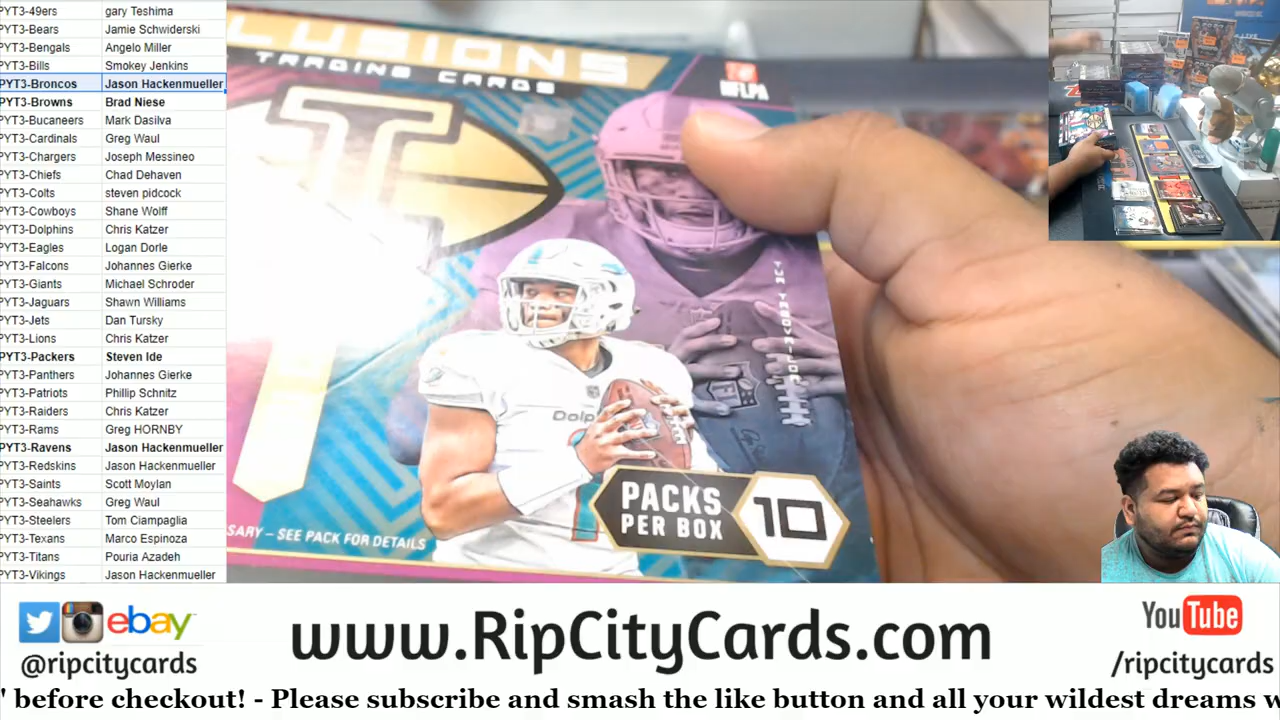 PYT3-49ers gary Teshima
PYT3-Bears Jamie Schwiderski
PYT3-Bengals Angelo Miller
PYT3-Bills Smokey Jenkins
PYT3-Broncos Jason Hackenmueller
PYT3-Browns Brad Niese
PYT3-Bucaneers Mark Dasilva
PYT3-Cardinals Greg Waul
PYT3-Chargers Joseph Messineo
PYT3-Chiefs Chad Dehaven
PYT3-Colts steven pidcock
PYT3-Cowboys Shane Wolff
PYT3-Dolphins Chris Katzer
PYT3-Eagles Logan Dorle
PYT3-Falcons Johannes Gierke
PYT3-Giants Michael Schroder
PYT3-Jaguars Shawn Williams
PYT3-Jets Dan Tursky
PYT3-Lions Chris Katzer
PYT3-Packers Steven Ide
PYT3-Panthers Johannes Gierke
PYT3-Patriots Phillip Schnitz
PYT3-Raiders Chris Katzer
PYT3-Rams Greg HORNBY
PYT3-Ravens Jason Hackenmueller
PYT3-Redskins Jason Hackenmueller
PYT3-Saints Scott Moylan
PYT3-Seahawks Greg Waul
PYT3-Steelers Tom Ciampaglia
PYT3-Texans Marco Espinoza
PYT3-Titans Pouria Azadeh
PYT3-Vikings Jason Hackenmueller
LUSIONS
TRADING CARDS
NFLPA
Dolp
PACKS
PER BOX
10
SARY – SEE PACK FOR DETAILS
ebay
@ripcitycards
www.RipCityCards.com
YouTube
/ripcitycards
' before checkout! - Please subscribe and smash the like button and all your wildest dreams w